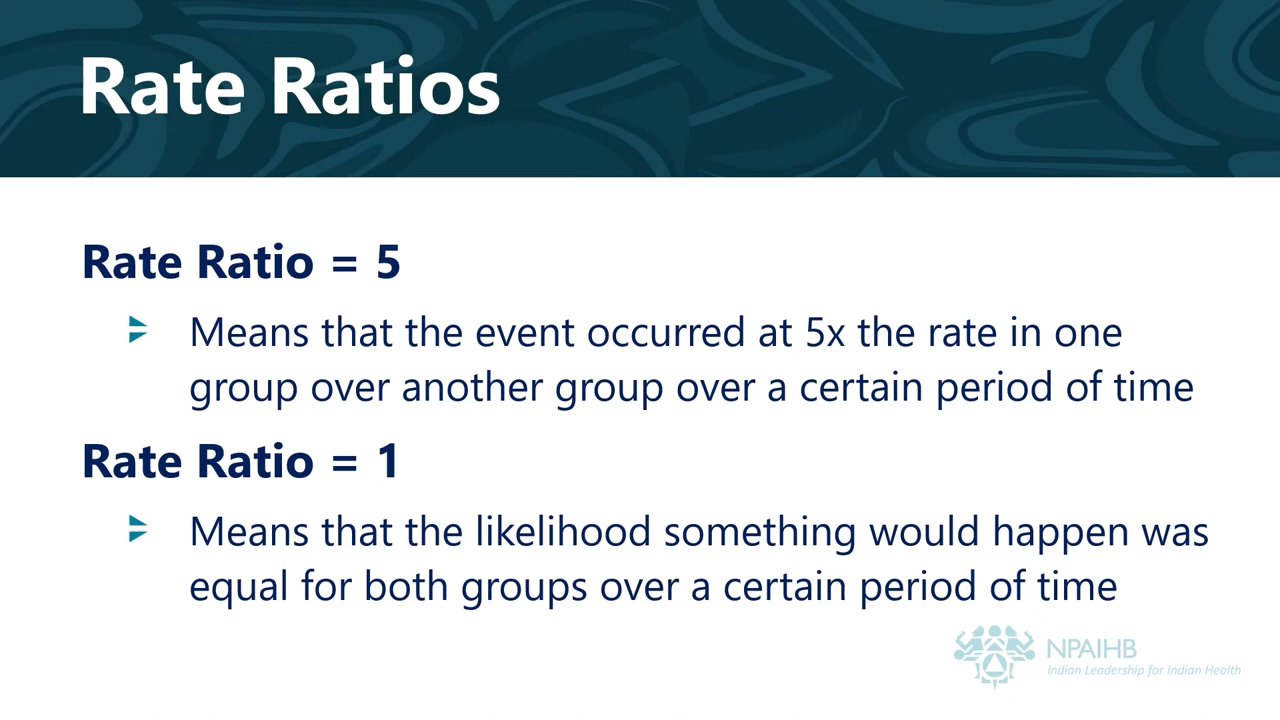 Rate Ratios
Rate Ratio = 5
Means that the event occurred at 5x the rate in one
group over another group over a certain period of time
Rate Ratio = 1
Means that the likelihood something would happen was
equal for both groups over a certain period of time
NPAIHB
Indian Leadership for Indian Health